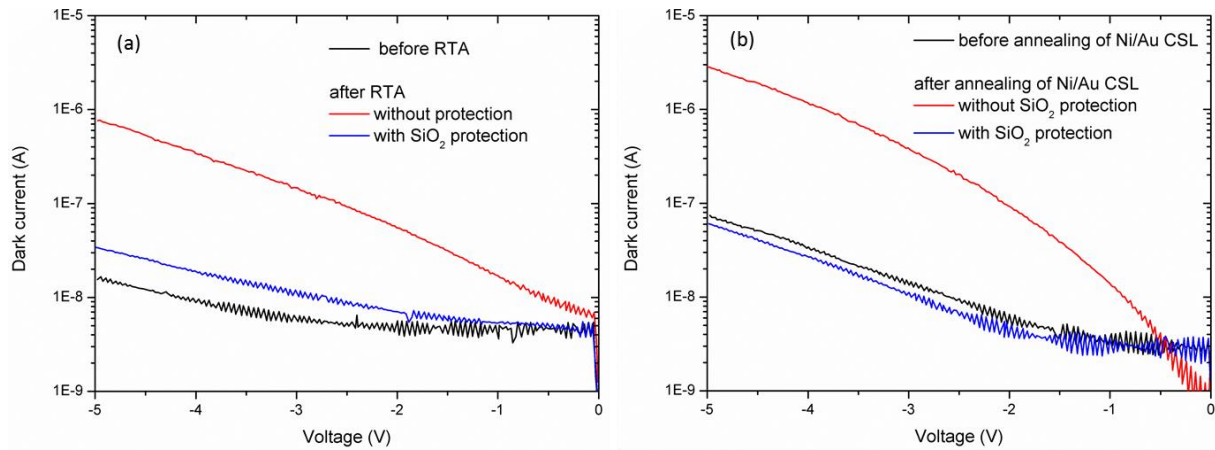 (a)
before RTA
after RTA
without protection
with SiO2 protection
1E-5
1E-6
1E-7
1E-8
1E-9
Dark current (A)
-5 -4 -3 -2 -1 0
Voltage (V)
(b)
before annealing of Ni/Au CSL
after annealing of Ni/Au CSL
without SiO2 protection
with SiO2 protection
1E-5
1E-6
1E-7
1E-8
1E-9
Dark current (A)
-5 -4 -3 -2 -1 0
Voltage (V)